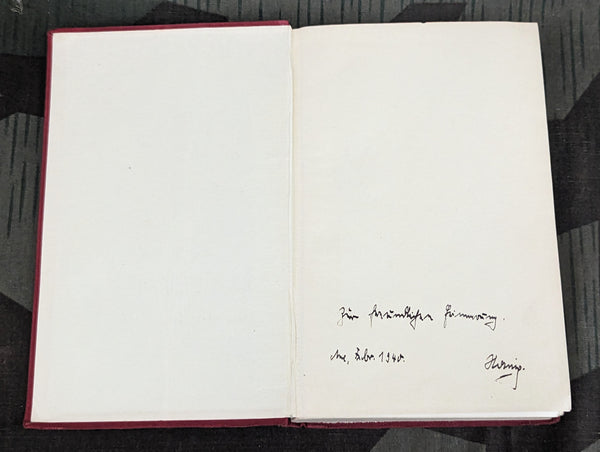 Zur freundlichen Erinnerung.
Febr. 1940.